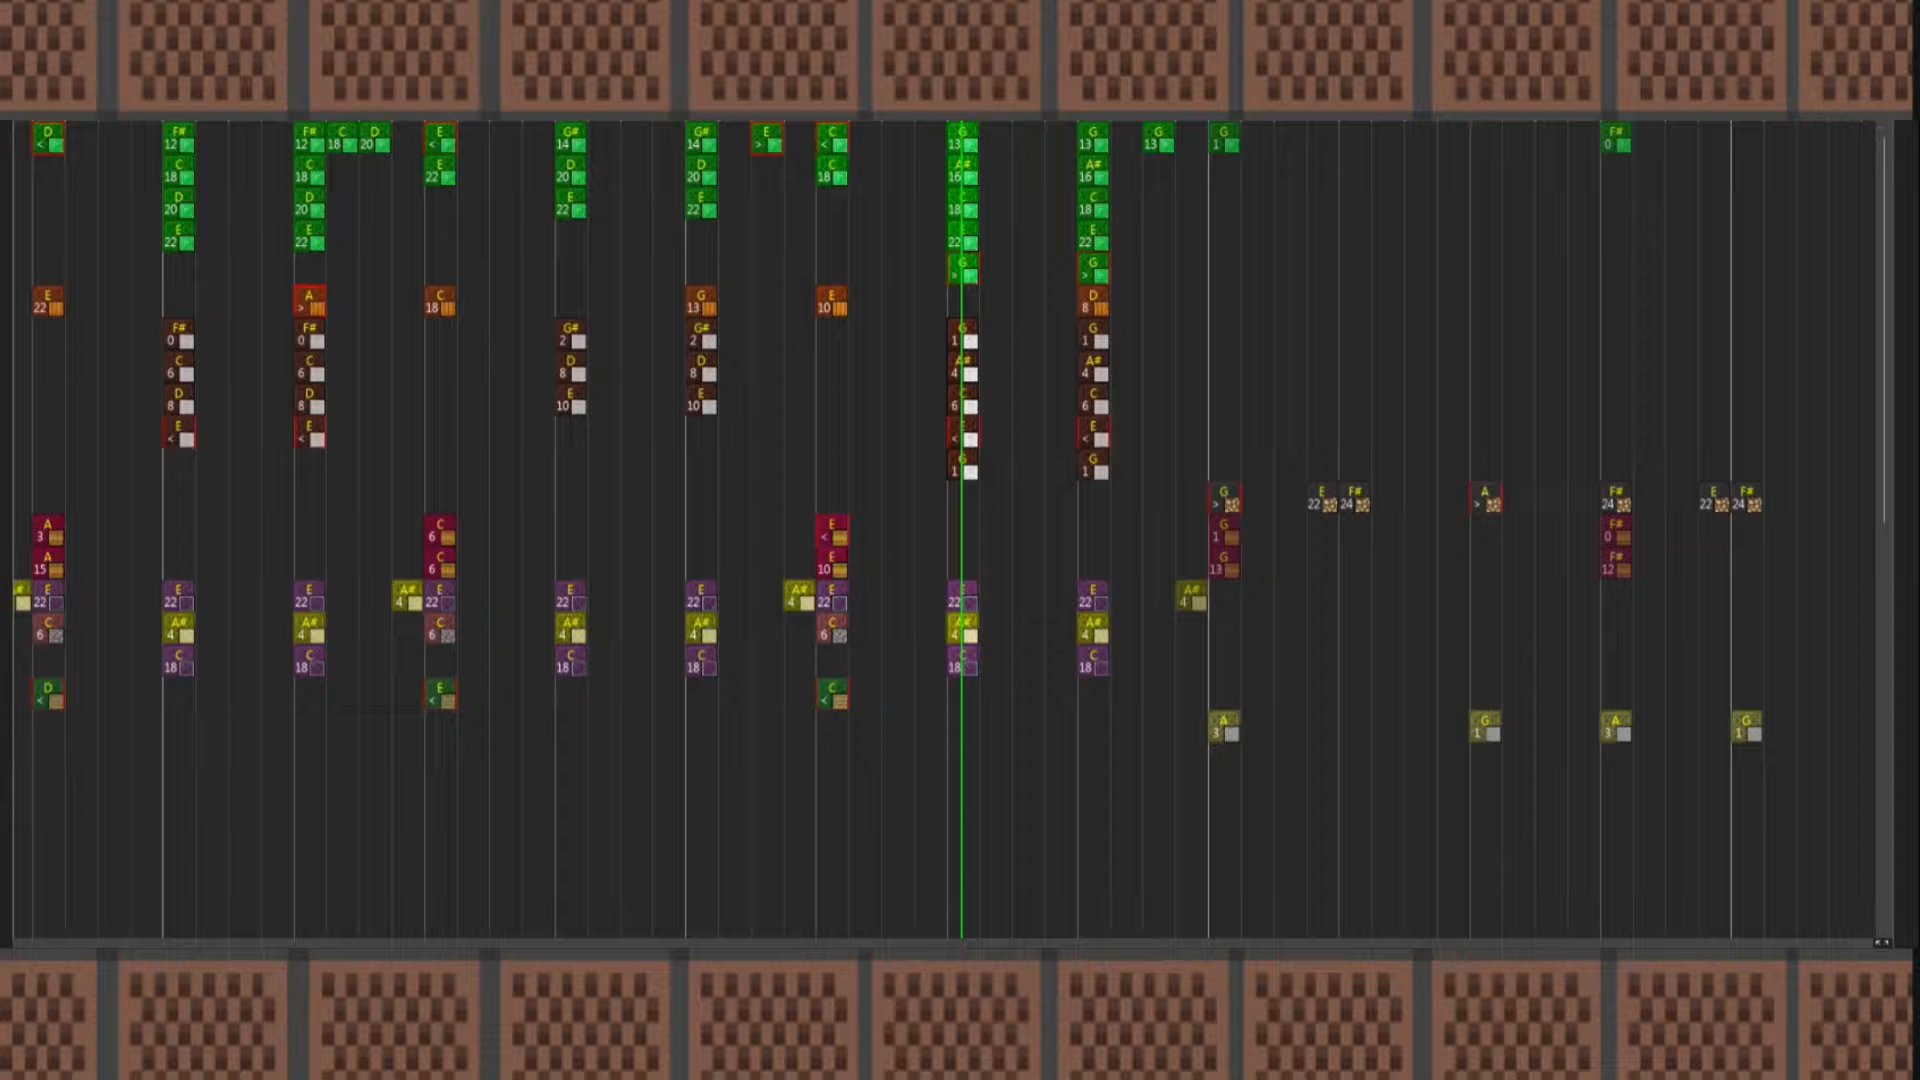 D F# F# C D E G# G# E C G G G G F#
< 12 12 18 20 < 14 14 > < 13 13 13 1 0
C C E D D C A# A#
18 18 22 20 20 18 16 16
D D E E C
20 20 22 22 18 18
E E E
22 22 22 22
G G
> >
E A C G E D
22 > 18 13 10 8
F# F# G# G# G G
0 0 2 2 1 1
C C D D A# A#
6 6 8 8 4 4
D D E E C
8 8 10 10 6 6
E E E
< < < <
G G
1 1
G E F# A F# E F#
> 22 24 > 24 22 24
A C E G F#
3 6 < 1 0
A C E G F#
15 6 10 13 12
# E E E A# E E E A# E E E A#
22 22 22 4 22 22 22 4 22 22 22 4
C A# A# C A# A# C A# A#
6 4 4 6 4 4 6 4 4
C C C C C C
18 18 18 18 18 18
D E C
< < <
A G A G
3 1 3 1